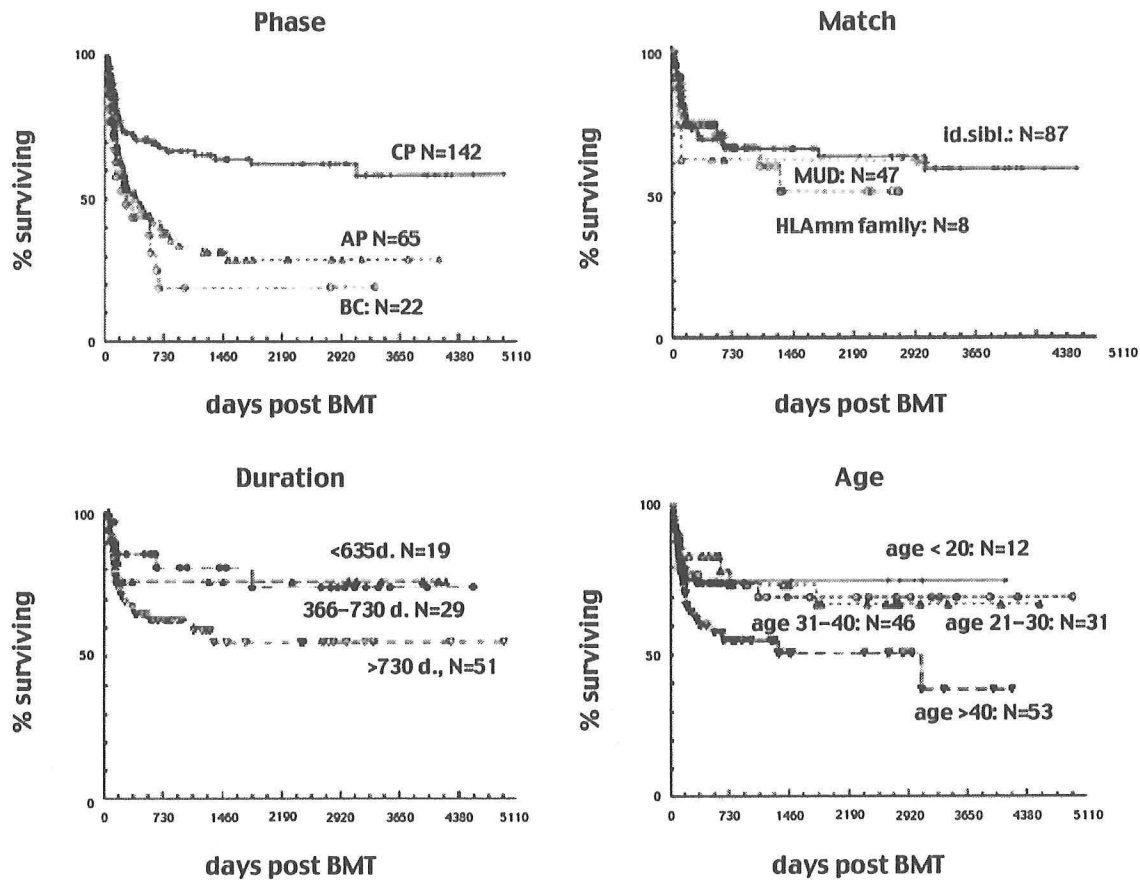 Phase
100
50
0
% surviving
CP N=142
AP N=65
BC: N=22
0 730 1460 2190 2920 3650 4380 5110
days post BMT
Match
100
50
0
% surviving
id.sibl.: N=87
MUD: N=47
HLAmm family: N=8
0 730 1460 2190 2920 3650 4380 5110
days post BMT
Duration
100
50
0
% surviving
<635d. N=19
366–730 d. N=29
>730 d., N=51
0 730 1460 2190 2920 3650 4380 5110
days post BMT
Age
100
50
0
% surviving
age < 20: N=12
age 31–40: N=46 age 21–30: N=31
age >40: N=53
0 730 1460 2190 2920 3650 4380 5110
days post BMT